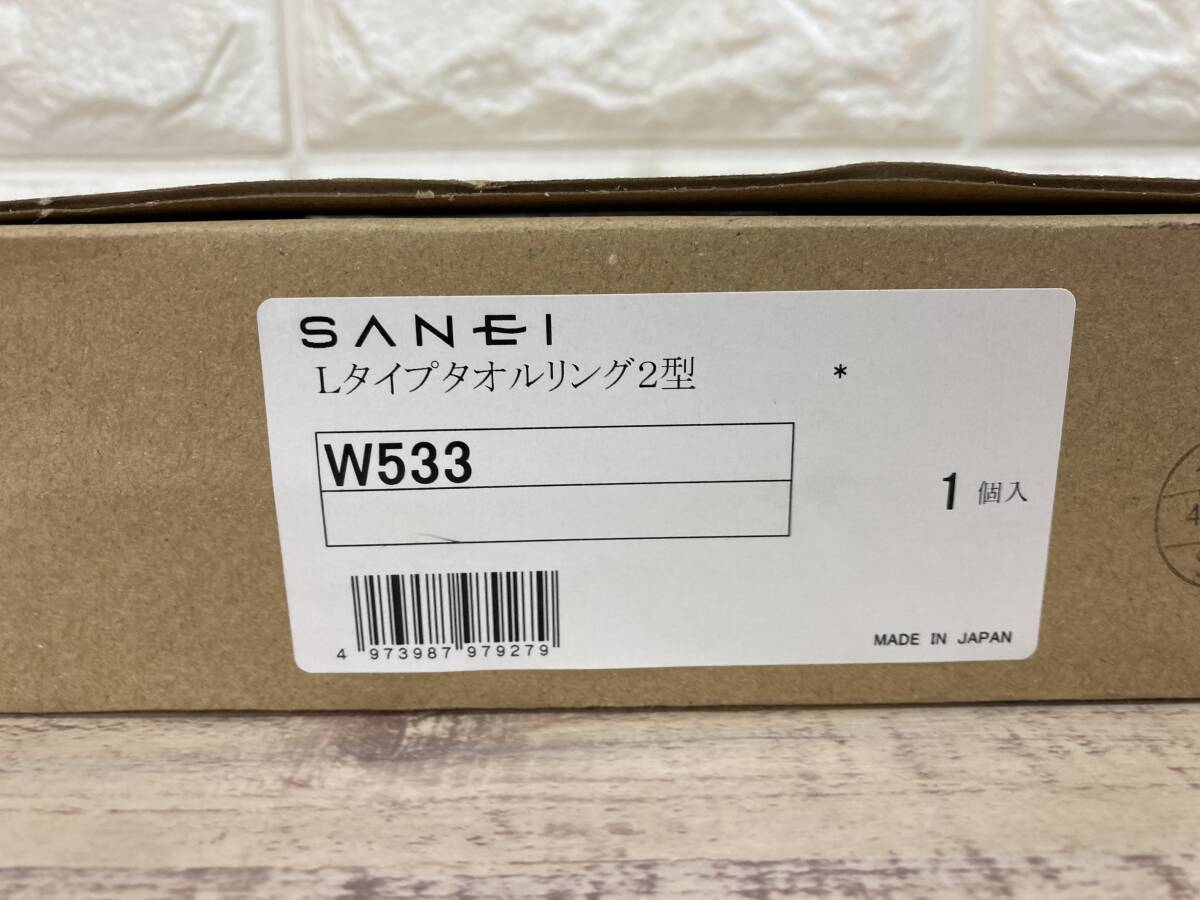 SANEI
Lタイプタオルリング2型 *
W533
1 個入
4 973987 979279
MADE IN JAPAN